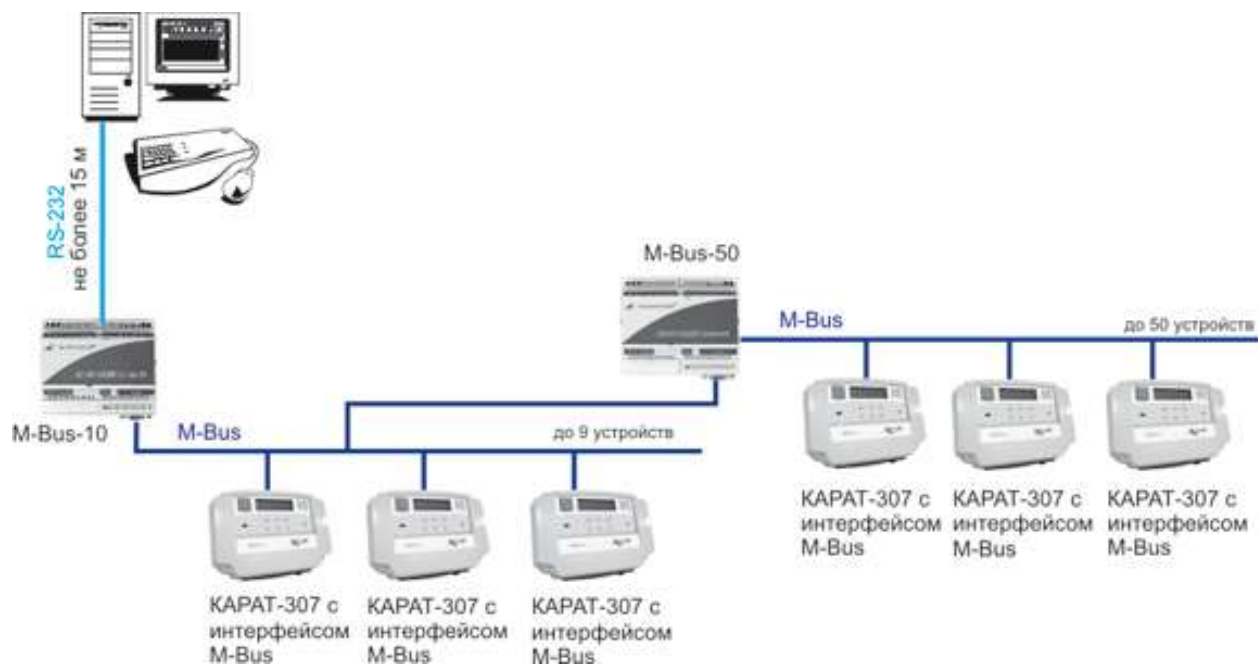 RS-232
не более 15 м
M-Bus-50
M-Bus
до 50 устройств
M-Bus-10
M-Bus
до 9 устройств
КАРАТ-307 с
интерфейсом
M-Bus
КАРАТ-307 с
интерфейсом
M-Bus
КАРАТ-307 с
интерфейсом
M-Bus
КАРАТ-307 с
интерфейсом
M-Bus
КАРАТ-307 с
интерфейсом
M-Bus
КАРАТ-307 с
интерфейсом
M-Bus